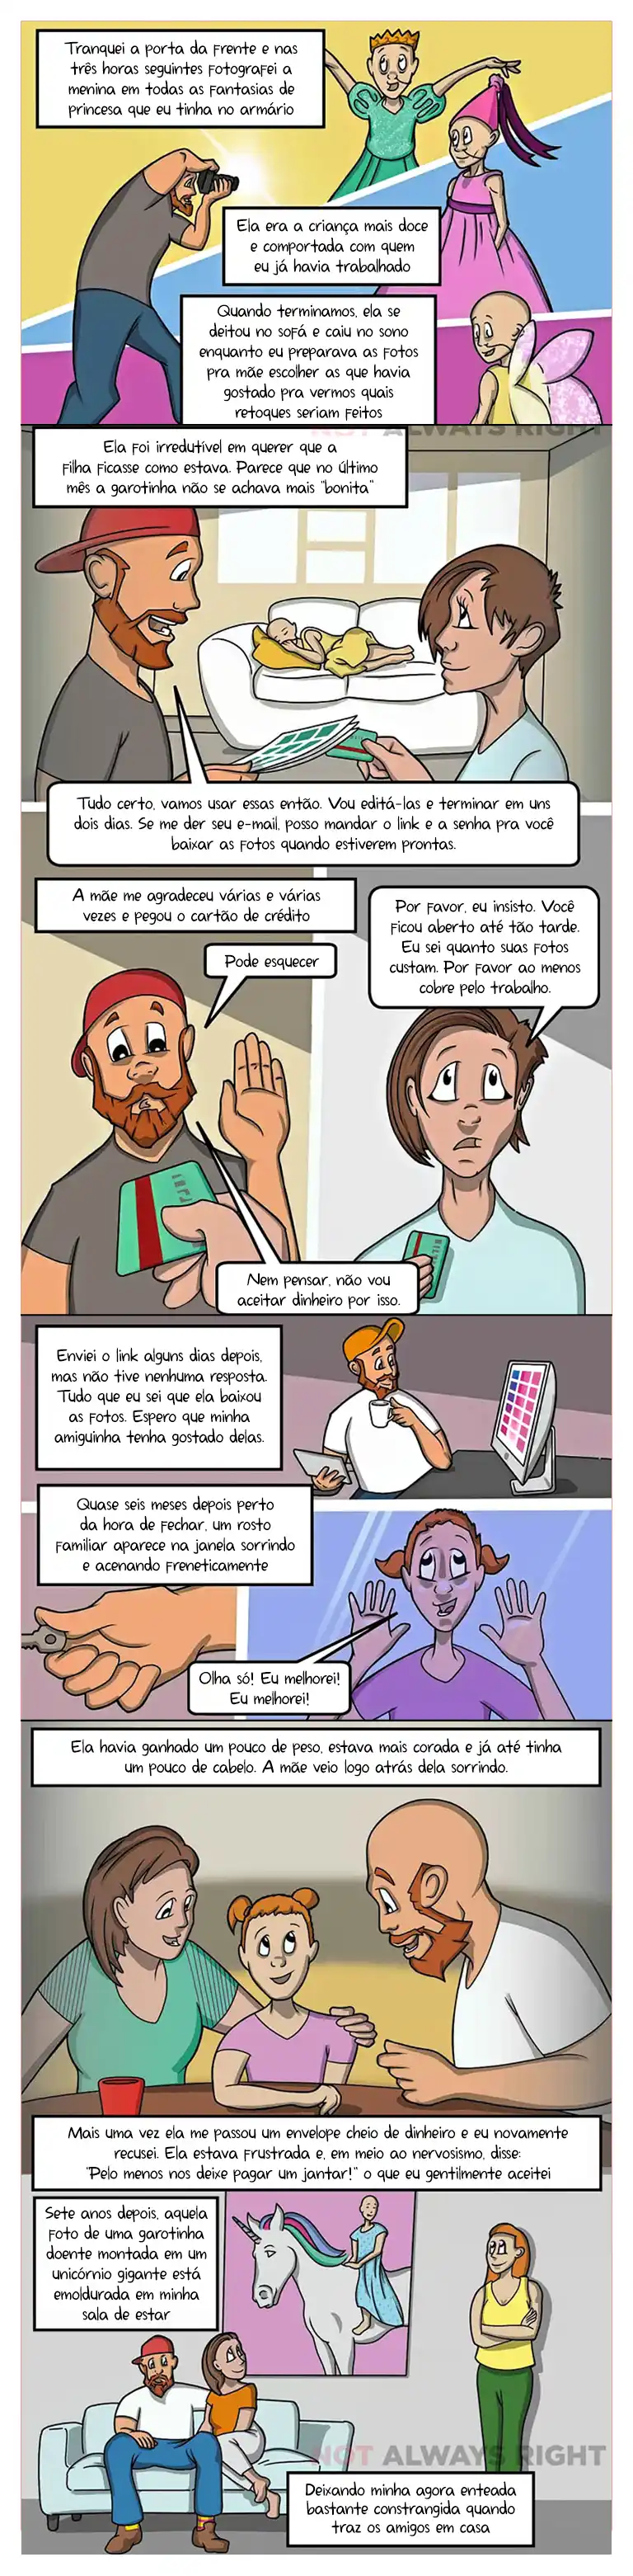 Tranquei a porta da frente e nas
três horas seguintes fotografei a
menina em todas as fantasias de
princesa que eu tinha no armário
Ela era a criança mais doce
e comportada com quem
eu já havia trabalhado
Quando terminamos, ela se
deitou no sofá e caiu no sono
enquanto eu preparava as fotos
pra mãe escolher as que havia
gostado pra vermos quais
retoques seriam feitos
NOT ALWAYS RIGHT
Ela foi irredutível em querer que a
filha ficasse como estava. Parece que no último
mês a garotinha não se achava mais "bonita"
Tudo certo, vamos usar essas então. Vou editá-las e terminar em uns
dois dias. Se me der seu e-mail, posso mandar o link e a senha pra você
baixar as fotos quando estiverem prontas.
A mãe me agradeceu várias e várias
vezes e pegou o cartão de crédito
Pode esquecer
Por favor, eu insisto. Você
ficou aberto até tão tarde.
Eu sei quanto suas fotos
custam. Por favor ao menos
cobre pelo trabalho.
Nem pensar, não vou
aceitar dinheiro por isso.
Enviei o link alguns dias depois,
mas não tive nenhuma resposta.
Tudo que eu sei que ela baixou
as fotos. Espero que minha
amiguinha tenha gostado delas.
Quase seis meses depois perto
da hora de fechar, um rosto
familiar aparece na janela sorrindo
e acenando freneticamente
Olha só! Eu melhorei!
Eu melhorei!
Ela havia ganhado um pouco de peso, estava mais corada e já até tinha
um pouco de cabelo. A mãe veio logo atrás dela sorrindo.
Mais uma vez ela me passou um envelope cheio de dinheiro e eu novamente
recusei. Ela estava frustrada e, em meio ao nervosismo, disse:
"Pelo menos nos deixe pagar um jantar!" o que eu gentilmente aceitei
Sete anos depois, aquela
foto de uma garotinha
doente montada em um
unicórnio gigante está
emoldurada em minha
sala de estar
NOT ALWAYS RIGHT
Deixando minha agora enteada
bastante constrangida quando
traz os amigos em casa